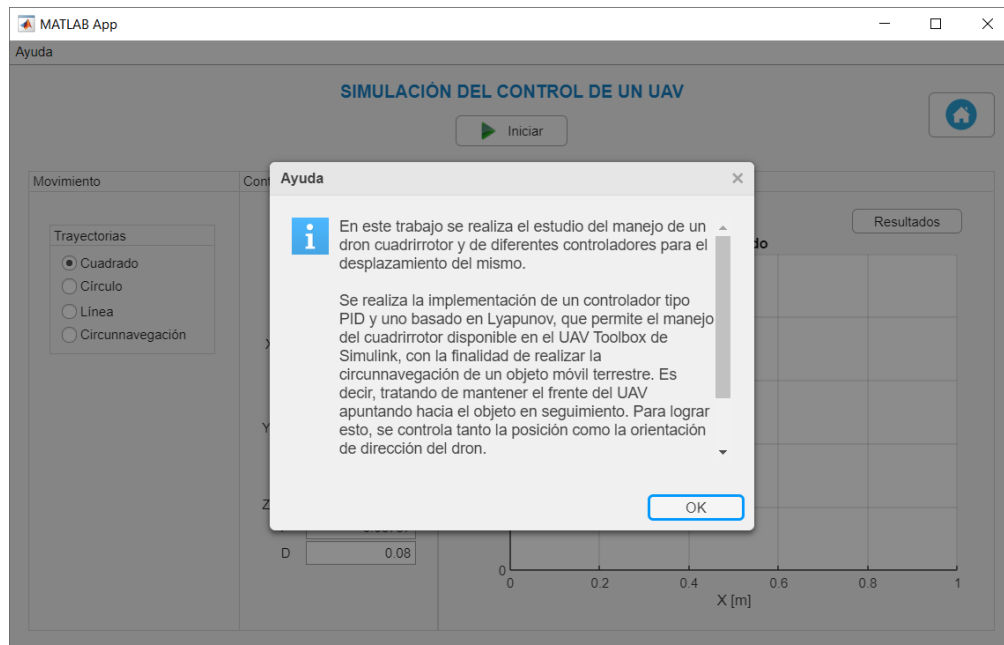 MATLAB App
Ayuda
SIMULACIÓN DEL CONTROL DE UN UAV
Iniciar
Movimiento
Trayectorias
Cuadrado
Círculo
Línea
Circunnavegación
Resultados
Ayuda
En este trabajo se realiza el estudio del manejo de un
dron cuadrirrotor y de diferentes controladores para el
desplazamiento del mismo.
Se realiza la implementación de un controlador tipo
PID y uno basado en Lyapunov, que permite el manejo
del cuadrirrotor disponible en el UAV Toolbox de
Simulink, con la finalidad de realizar la
circunnavegación de un objeto móvil terrestre. Es
decir, tratando de mantener el frente del UAV
apuntando hacia el objeto en seguimiento. Para lograr
esto, se controla tanto la posición como la orientación
de dirección del dron.
OK
Y
Z
D 0.08
0
0 0.2 0.4 0.6 0.8 1
X [m]